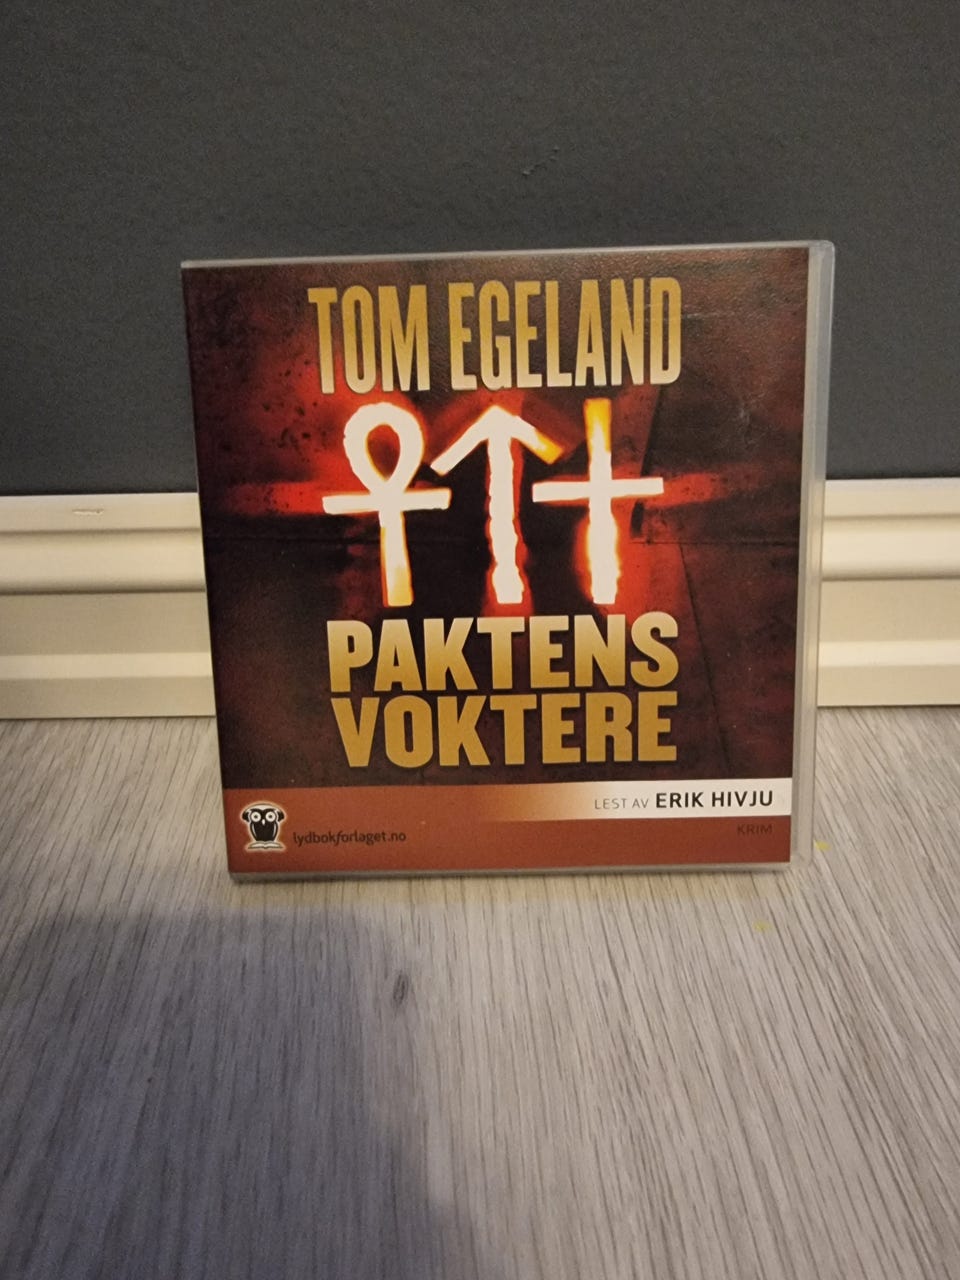 TOM EGELAND
PAKTENS
VOKTERE
LEST AV ERIK HIVJU
KRIM
lydbokforlaget.no